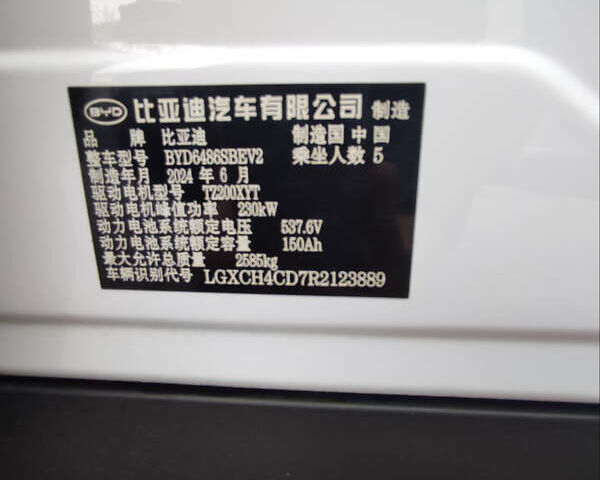 BYD 比亚迪汽车有限公司 制造
品 牌 比亚迪 制造国 中国
整车型号 BYD6486SBEV2 乘坐人数 5
制造年月 2024 年 6 月
驱动电机型号 TZ200XYT
驱动电机峰值功率 230kW
动力电池系统额定电压 537.6V
动力电池系统额定容量 150Ah
最大允许总质量 2585kg
车辆识别代号 LGXCH4CD7R2123889